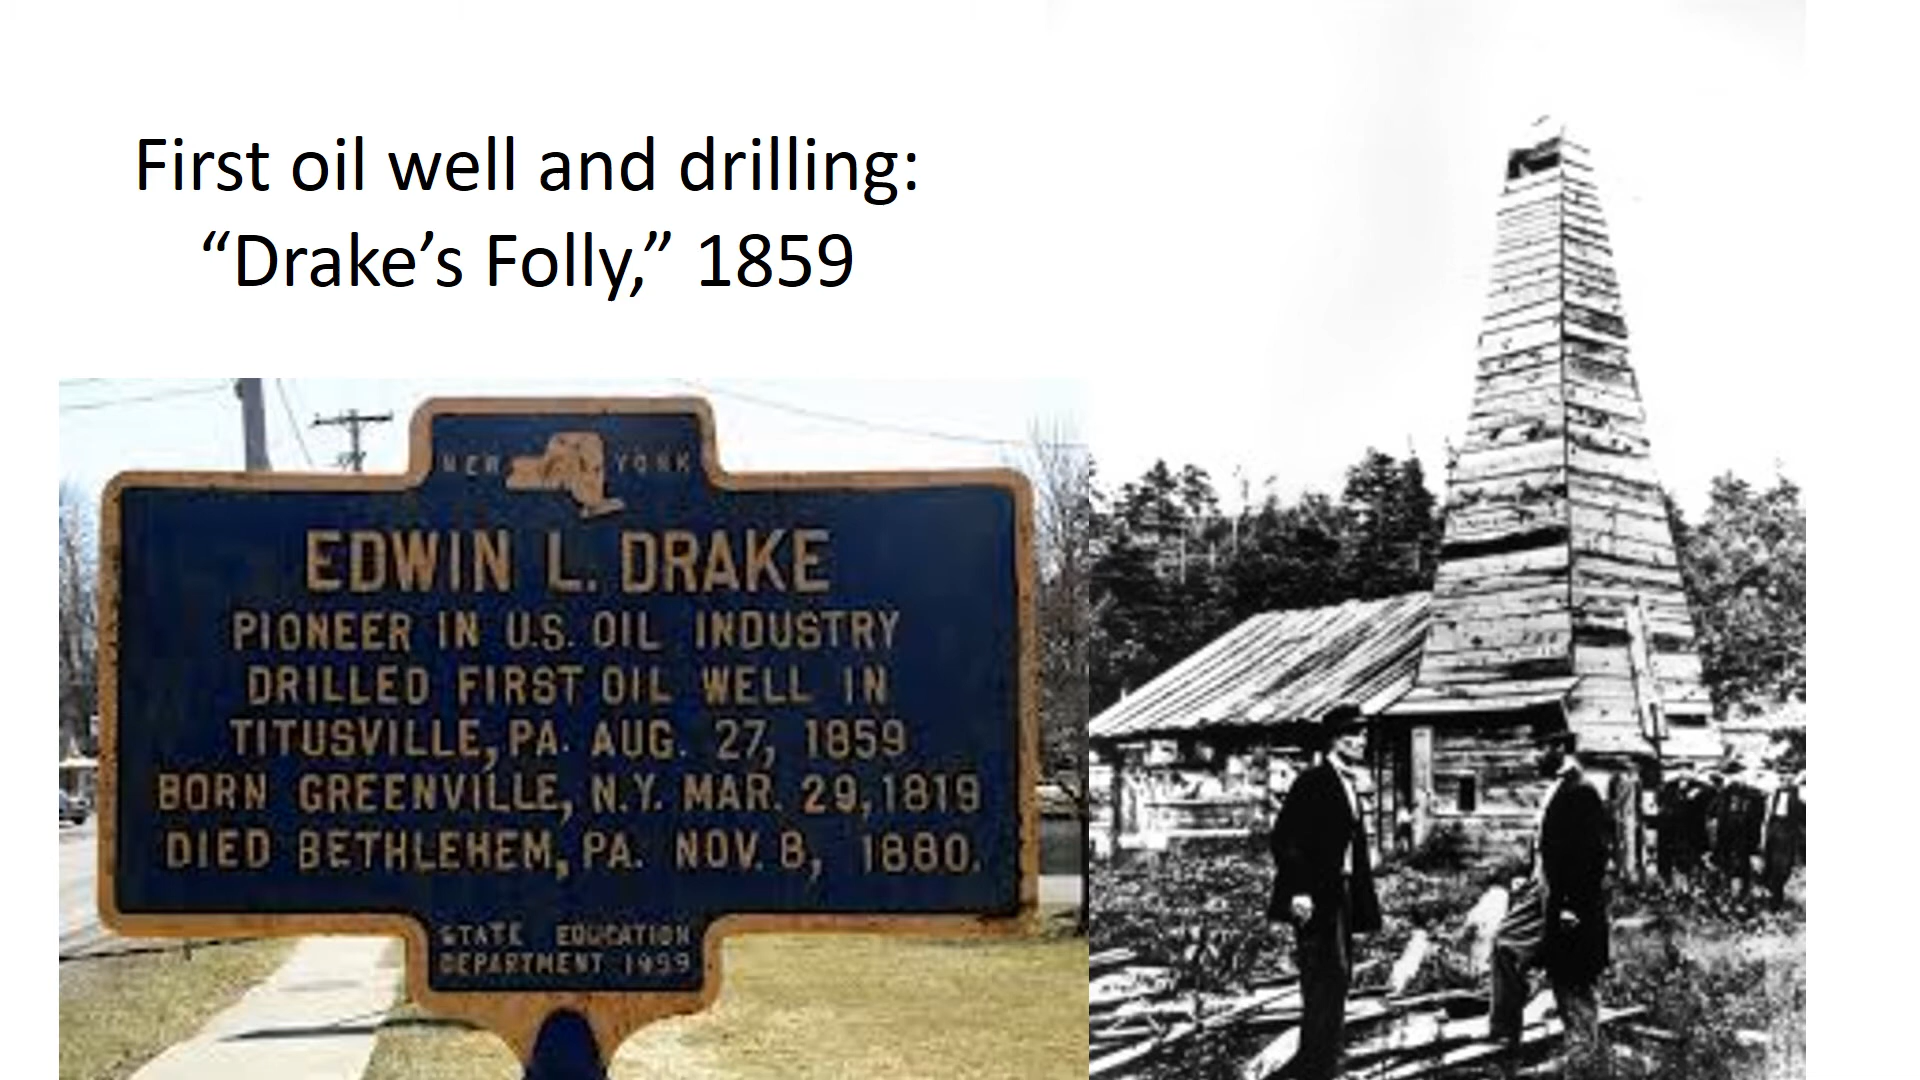 First oil well and drilling:
“Drake’s Folly,” 1859
NEW YORK
EDWIN L. DRAKE
PIONEER IN U.S. OIL INDUSTRY
DRILLED FIRST OIL WELL IN
TITUSVILLE, PA. AUG. 27, 1859
BORN GREENVILLE, N.Y. MAR. 29, 1819
DIED BETHLEHEM, PA. NOV. 8, 1880.
STATE EDUCATION
DEPARTMENT 1959